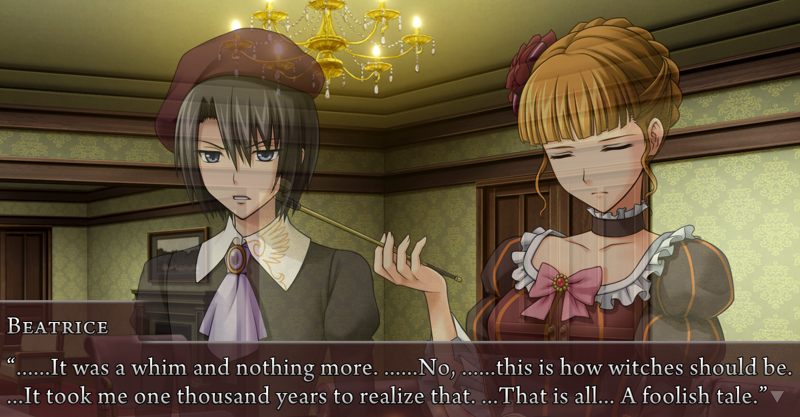 BEATRICE
“......It was a whim and nothing more. ......No, ......this is how witches should be.
...It took me one thousand years to realize that. ...That is all... A foolish tale.”